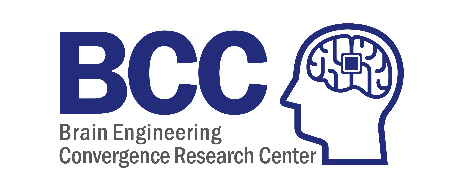 BCC
Brain Engineering
Convergence Research Center